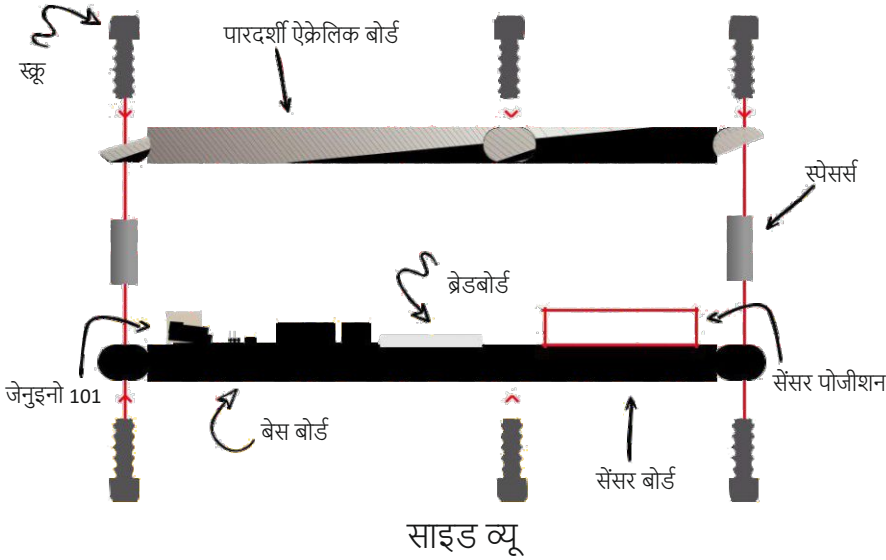 स्क्रू
पारदर्शी ऐक्रेलिक बोर्ड
स्पेसर्स
ब्रेडबोर्ड
जेनुइनो 101
सेंसर पोजीशन
बेस बोर्ड
सेंसर बोर्ड
साइड व्यू